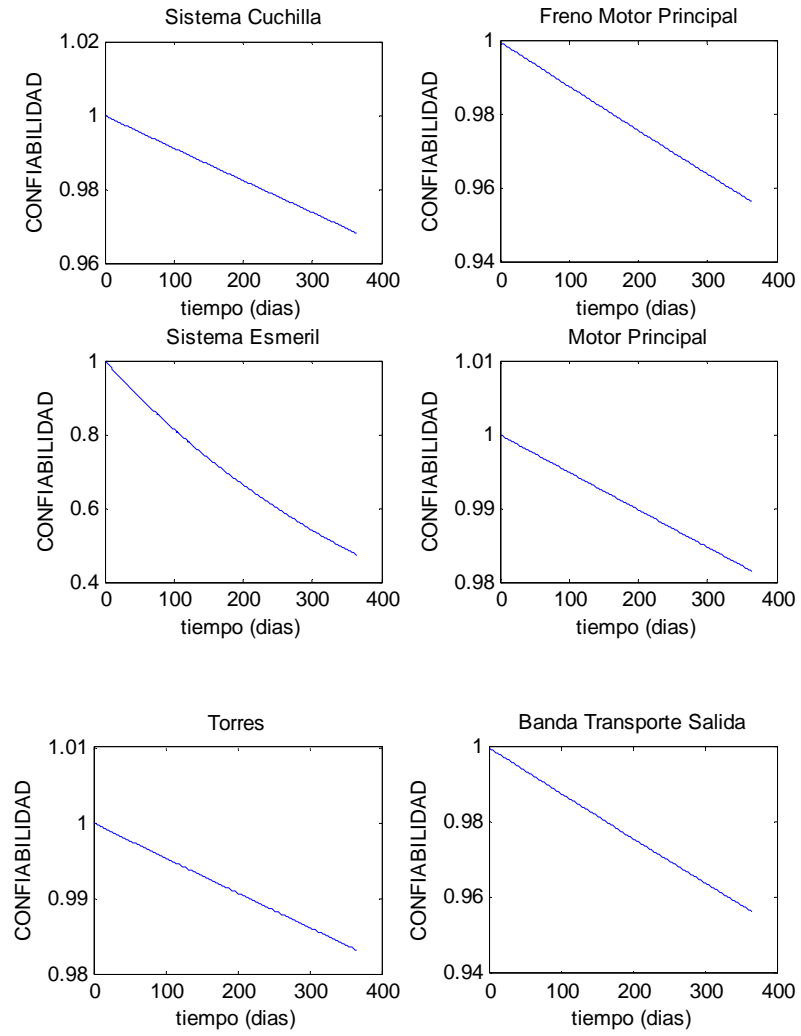 Sistema Cuchilla
CONFIABILIDAD
1.02
1
0.98
0.96
0 100 200 300 400
tiempo (dias)
Freno Motor Principal
CONFIABILIDAD
1
0.98
0.96
0.94
0 100 200 300 400
tiempo (dias)
Sistema Esmeril
CONFIABILIDAD
1
0.8
0.6
0.4
0 100 200 300 400
tiempo (dias)
Motor Principal
CONFIABILIDAD
1.01
1
0.99
0.98
0 100 200 300 400
tiempo (dias)
Torres
CONFIABILIDAD
1.01
1
0.99
0.98
0 100 200 300 400
tiempo (dias)
Banda Transporte Salida
CONFIABILIDAD
1
0.98
0.96
0.94
0 100 200 300 400
tiempo (dias)